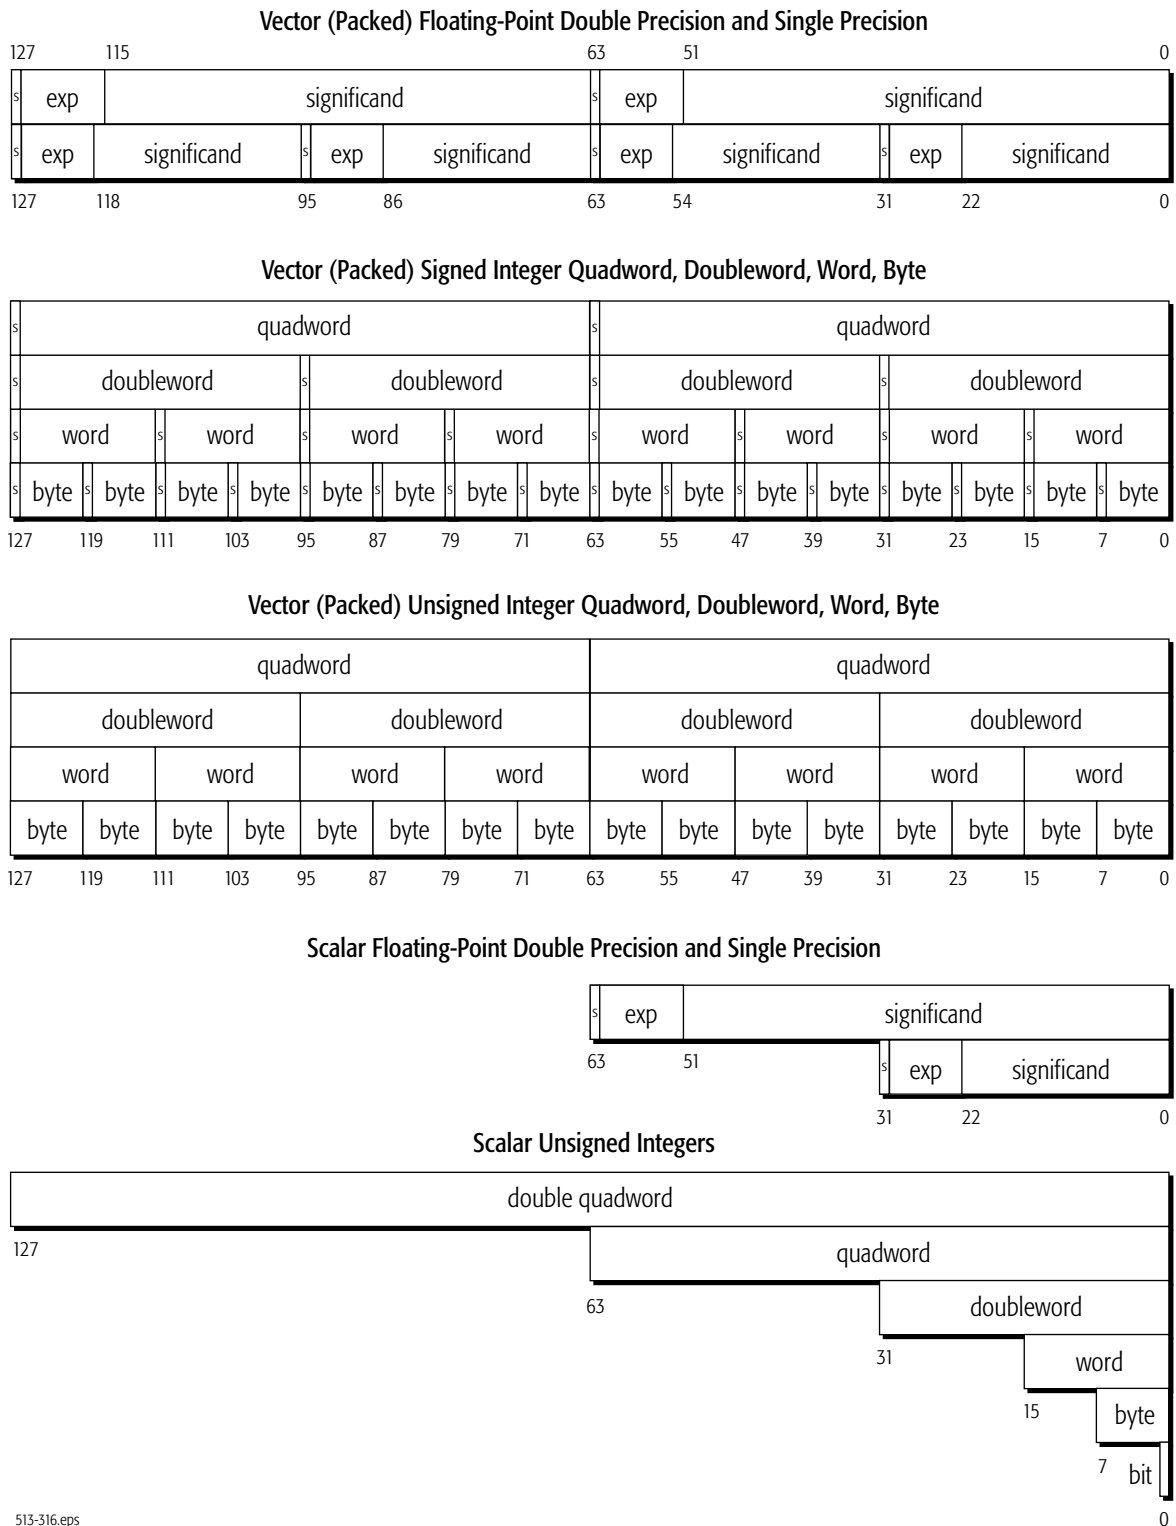 Vector (Packed) Floating-Point Double Precision and Single Precision
127 115 63 51 0
s exp significand s exp significand
s exp significand s exp significand s exp significand s exp significand
127 118 95 86 63 54 31 22 0
Vector (Packed) Signed Integer Quadword, Doubleword, Word, Byte
s quadword s quadword
s doubleword s doubleword s doubleword s doubleword
s word s word s word s word s word s word s word s word
s byte s byte s byte s byte s byte s byte s byte s byte s byte s byte s byte s byte s byte s byte s byte s byte
127 119 111 103 95 87 79 71 63 55 47 39 31 23 15 7 0
Vector (Packed) Unsigned Integer Quadword, Doubleword, Word, Byte
quadword quadword
doubleword doubleword doubleword doubleword
word word word word word word word word
byte byte byte byte byte byte byte byte byte byte byte byte byte byte byte byte
127 119 111 103 95 87 79 71 63 55 47 39 31 23 15 7 0
Scalar Floating-Point Double Precision and Single Precision
s exp significand
63 51
s exp significand
31 22 0
Scalar Unsigned Integers
double quadword
127
quadword
63
doubleword
31
word
15
byte
7
bit
513-316.eps 0